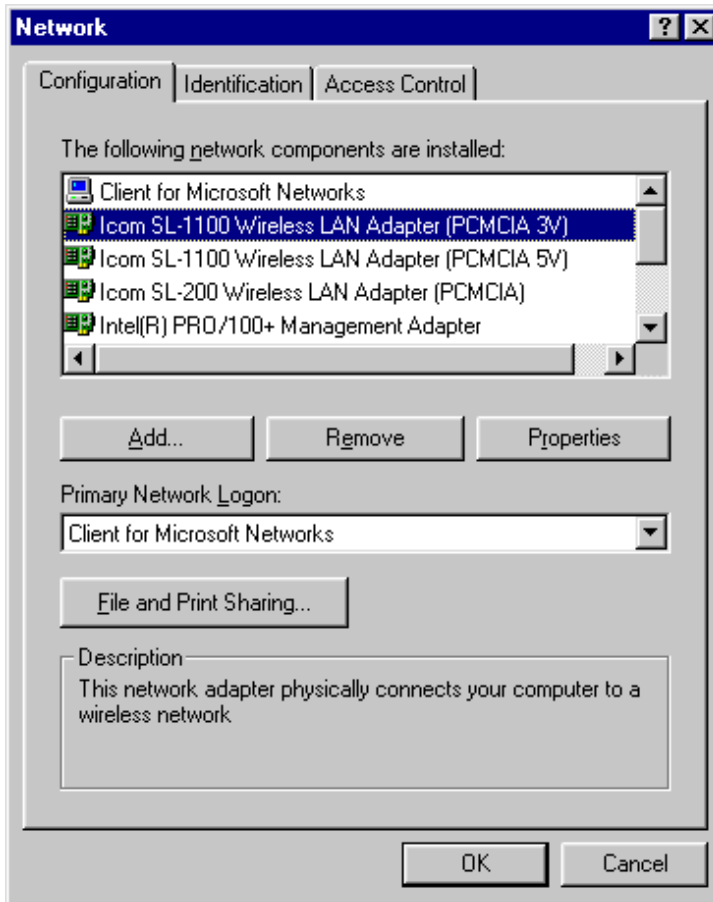 Network
Configuration Identification Access Control
The following network components are installed:
Client for Microsoft Networks
Icom SL-1100 Wireless LAN Adapter (PCMCIA 3V)
Icom SL-1100 Wireless LAN Adapter (PCMCIA 5V)
Icom SL-200 Wireless LAN Adapter (PCMCIA)
Intel(R) PRO/100+ Management Adapter
Add... Remove Properties
Primary Network Logon:
Client for Microsoft Networks
File and Print Sharing...
Description
This network adapter physically connects your computer to a
wireless network
OK Cancel